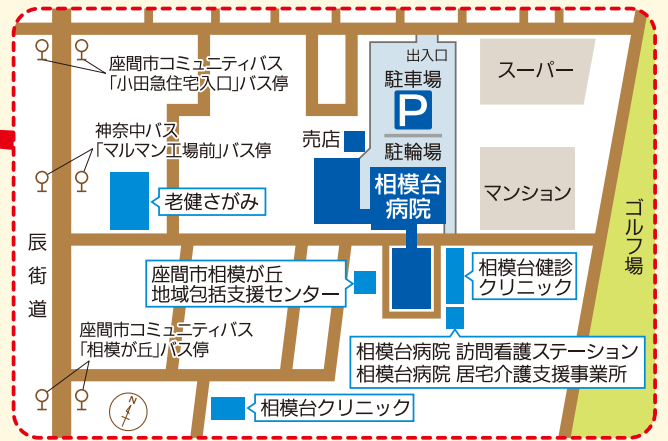 座間市コミュニティバス
「小田急住宅入口」バス停
神奈中バス
「マルマン工場前」バス停
老健さがみ
出入口
駐車場
P
駐輪場
売店
相模台
病院
スーパー
マンション
ゴルフ場
辰街道
座間市相模が丘
地域包括支援センター
相模台健診
クリニック
座間市コミュニティバス
「相模が丘」バス停
相模台病院 訪問看護ステーション
相模台病院 居宅介護支援事業所
相模台クリニック
N